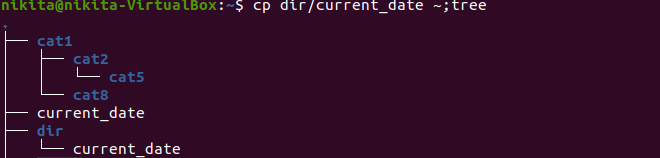 nikita@nikita-VirtualBox:~$ cp dir/current_date ~;tree
.
├── cat1
│   ├── cat2
│   │   └── cat5
│   └── cat8
├── current_date
├── dir
│   └── current_date